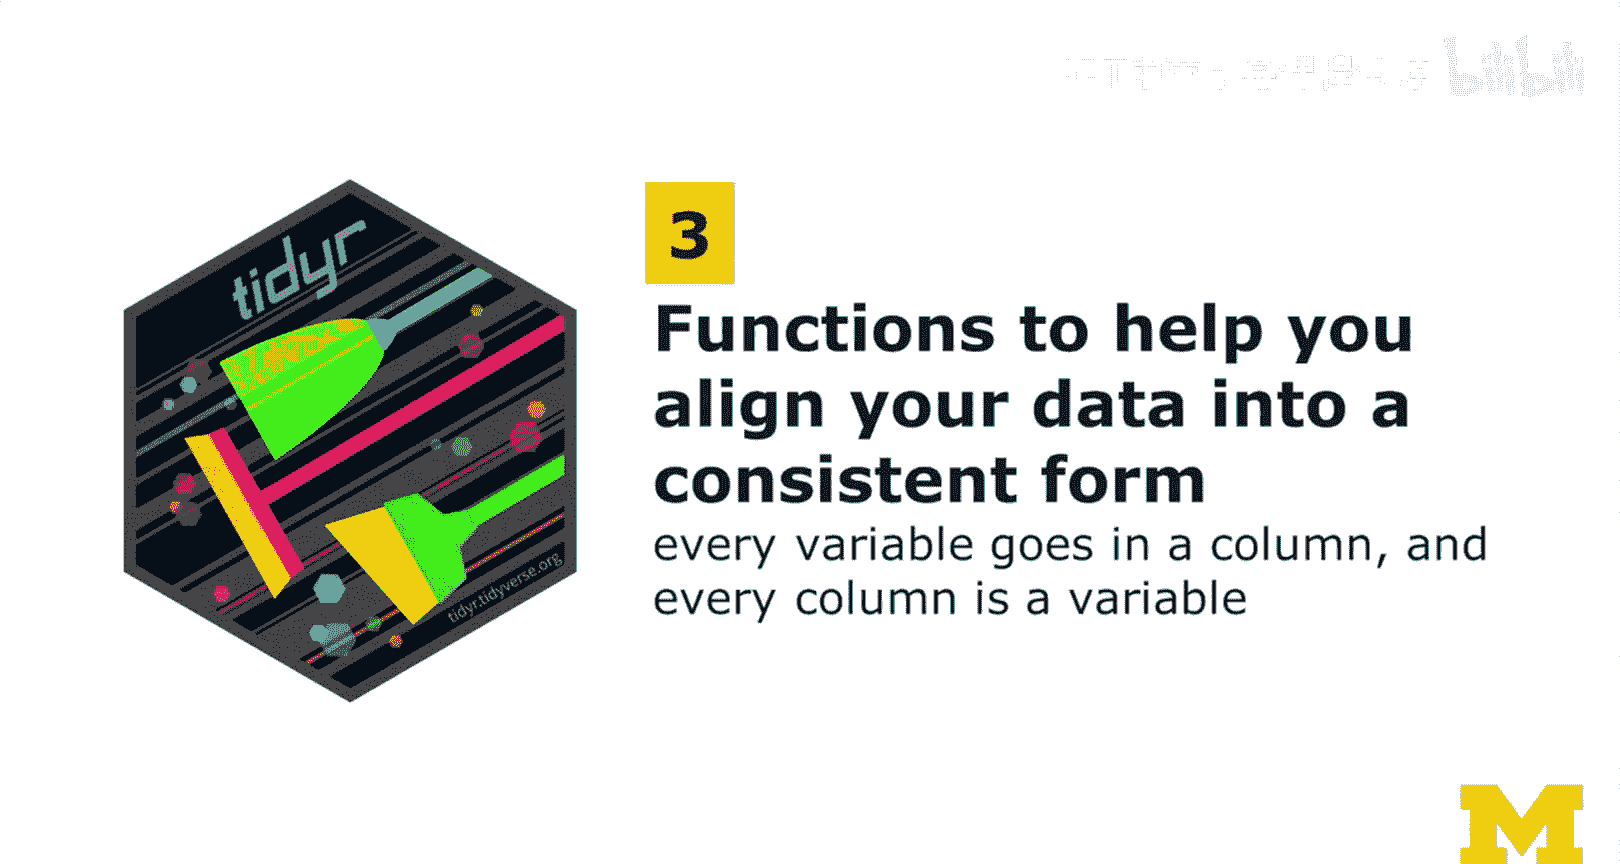 bilibili
tidyr
tidyr.tidyverse.org
3
Functions to help you
align your data into a
consistent form
every variable goes in a column, and
every column is a variable
M